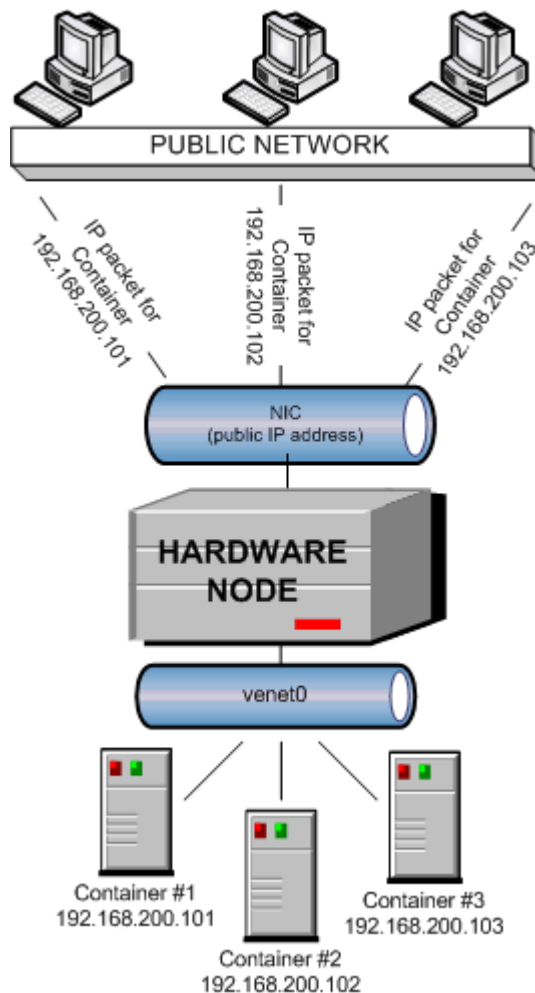 PUBLIC NETWORK
IP packet for
Container
192.168.200.101
IP packet for
Container
192.168.200.102
IP packet for
Container
192.168.200.103
NIC
(public IP address)
HARDWARE
NODE
venet0
Container #1
192.168.200.101
Container #3
192.168.200.103
Container #2
192.168.200.102